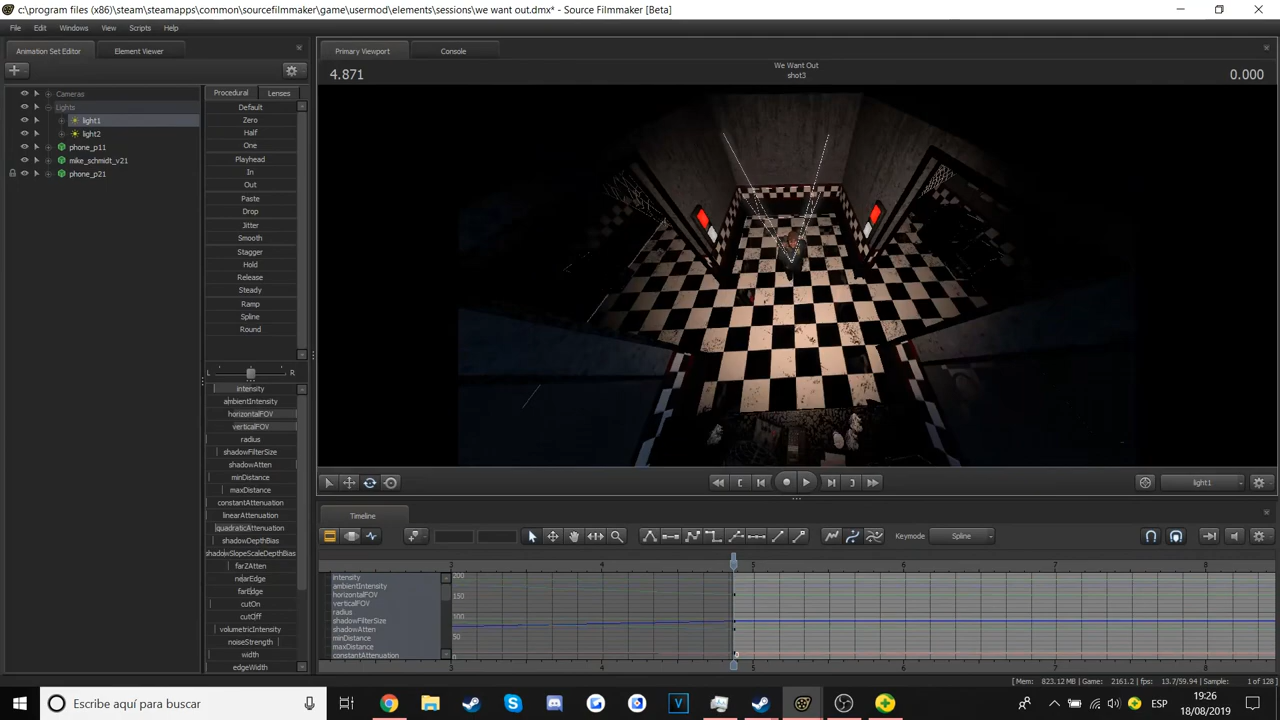 c:\program files (x86)\steam\steamapps\common\sourcefilmmaker\game\usermod\elements\sessions\we want out.dmx* - Source Filmmaker [Beta]
File Edit Windows View Scripts Help
Animation Set Editor Element Viewer
Primary Viewport Console
We Want Out
4.871 shot3 0.000
Cameras
Lights
light1
light2
phone_p11
mike_schmidt_v21
phone_p21
Procedural Lenses
Default
Zero
Half
One
Playhead
In
Out
Paste
Drop
Jitter
Smooth
Stagger
Hold
Release
Steady
Ramp
Spline
Round
L R
intensity
ambientIntensity
horizontalFOV
verticalFOV
radius
shadowFilterSize
shadowAtten
minDistance
maxDistance
constantAttenuation
linearAttenuation
quadraticAttenuation
shadowDepthBias
shadowSlopeScaleDepthBias
farZAtten
nearEdge
farEdge
cutOn
cutOff
volumetricIntensity
noiseStrength
width
edgeWidth
light1
Timeline
Keymode Spline
intensity
ambientIntensity
horizontalFOV
verticalFOV
radius
shadowFilterSize
shadowAtten
minDistance
maxDistance
constantAttenuation
200
150
100
50
0
3 4 5 6 7 8
3 4 5 6 7 8
[ Mem: 823.12 MB | Game: 2161.2 | fps: 13.7/59.94 Sample: 1 of 128 ]
Escribe aquí para buscar
ESP
19:26
18/08/2019